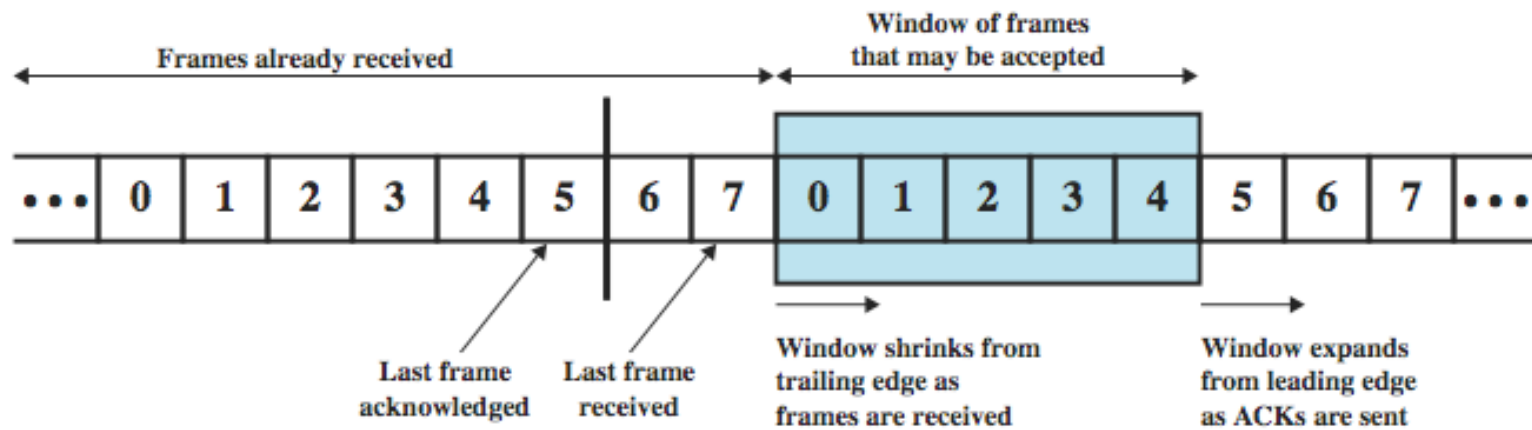 Frames already received
Window of frames
that may be accepted
••• 0 1 2 3 4 5 6 7 0 1 2 3 4 5 6 7 •••
Last frame
acknowledged
Last frame
received
Window shrinks from
trailing edge as
frames are received
Window expands
from leading edge
as ACKs are sent